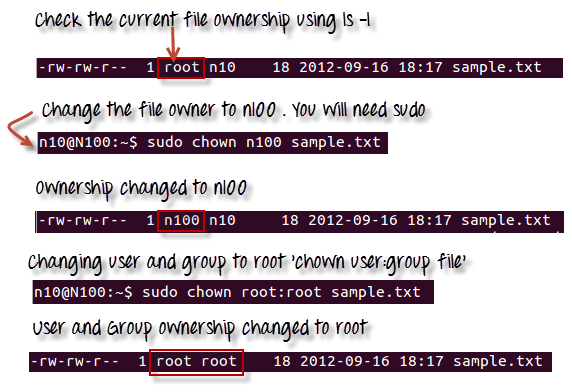 Check the current file ownership using ls -l
-rw-rw-r-- 1 root n10 18 2012-09-16 18:17 sample.txt
Change the file owner to n100 . You will need sudo
n10@N100:~$ sudo chown n100 sample.txt
Ownership changed to n100
-rw-rw-r-- 1 n100 n10 18 2012-09-16 18:17 sample.txt
Changing user and group to root 'chown user:group file'
n10@N100:~$ sudo chown root:root sample.txt
User and Group ownership changed to root
-rw-rw-r-- 1 root root 18 2012-09-16 18:17 sample.txt